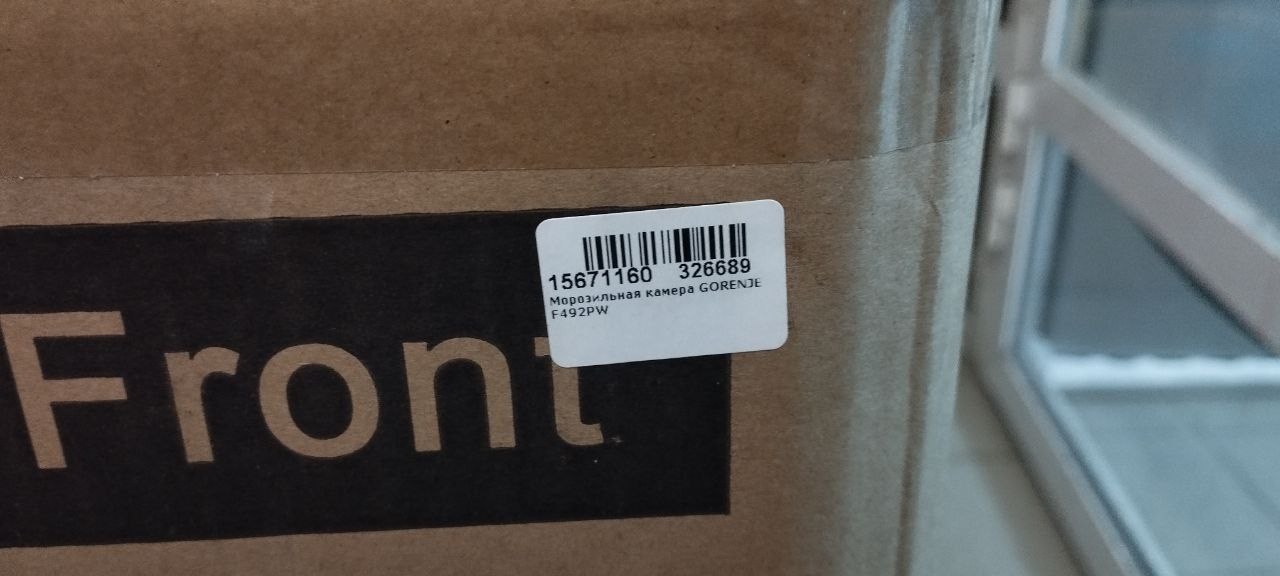 15671160 326689
Морозильная камера GORENJE
F492PW
Front